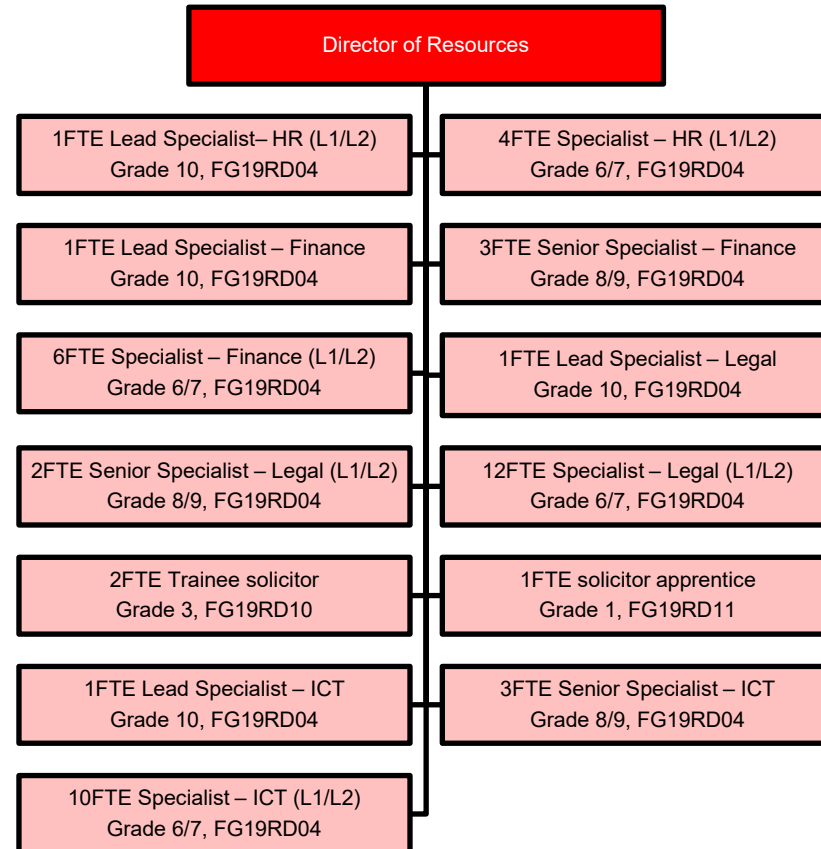 Director of Resources
1FTE Lead Specialist– HR (L1/L2)
Grade 10, FG19RD04
4FTE Specialist – HR (L1/L2)
Grade 6/7, FG19RD04
1FTE Lead Specialist – Finance
Grade 10, FG19RD04
3FTE Senior Specialist – Finance
Grade 8/9, FG19RD04
6FTE Specialist – Finance (L1/L2)
Grade 6/7, FG19RD04
1FTE Lead Specialist – Legal
Grade 10, FG19RD04
2FTE Senior Specialist – Legal (L1/L2)
Grade 8/9, FG19RD04
12FTE Specialist – Legal (L1/L2)
Grade 6/7, FG19RD04
2FTE Trainee solicitor
Grade 3, FG19RD10
1FTE solicitor apprentice
Grade 1, FG19RD11
1FTE Lead Specialist – ICT
Grade 10, FG19RD04
3FTE Senior Specialist – ICT
Grade 8/9, FG19RD04
10FTE Specialist – ICT (L1/L2)
Grade 6/7, FG19RD04